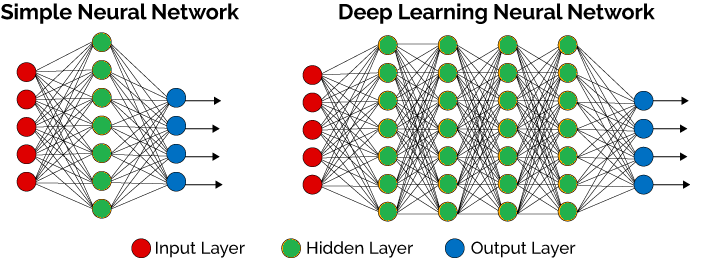 Simple Neural Network
Deep Learning Neural Network
Input Layer
Hidden Layer
Output Layer